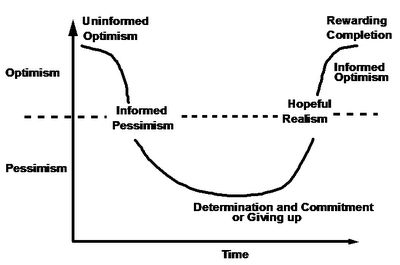 Uninformed
Optimism
Rewarding
Completion
Optimism
Informed
Optimism
Informed
Pessimism
Hopeful
Realism
Pessimism
Determination and Commitment
or Giving up
Time